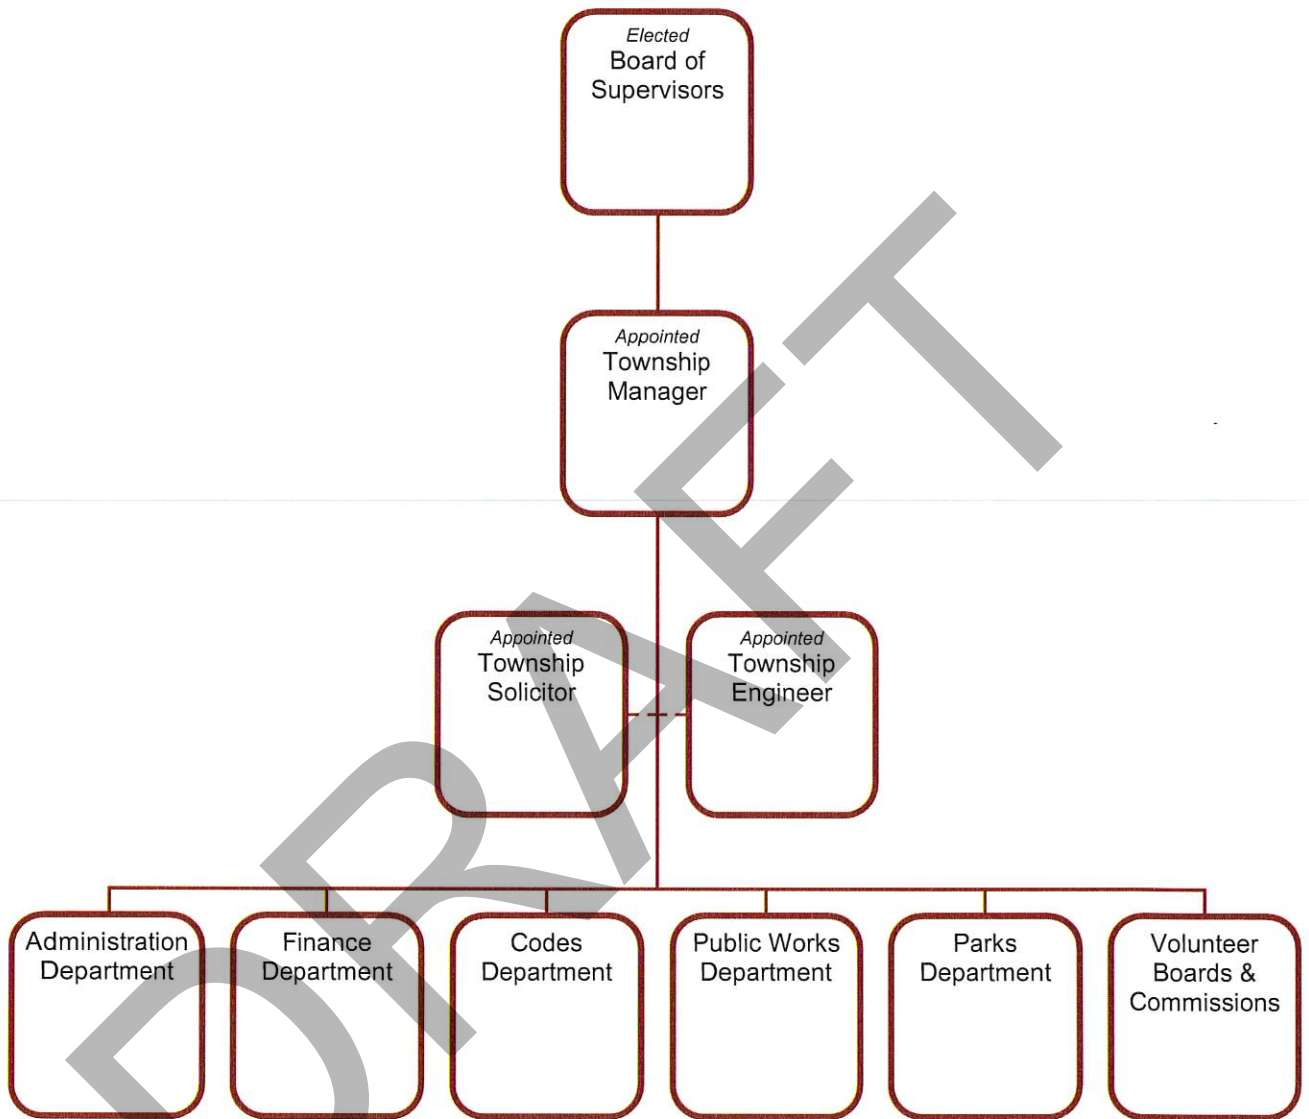 Elected
Board of
Supervisors
Appointed
Township
Manager
Appointed
Township
Solicitor
Appointed
Township
Engineer
Administration
Department
Finance
Department
Codes
Department
Public Works
Department
Parks
Department
Volunteer
Boards &
Commissions
DRAFT